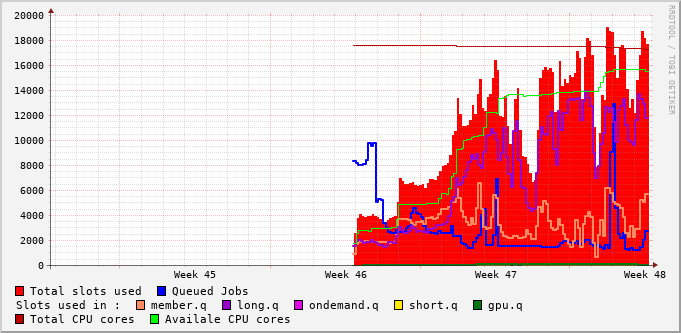 RRDTOOL / TOBI OETIKER
20000
18000
16000
14000
12000
10000
8000
6000
4000
2000
0
Week 45 Week 46 Week 47 Week 48
Total slots used Queued Jobs
Slots used in : member.q long.q ondemand.q short.q gpu.q
Total CPU cores Availale CPU cores